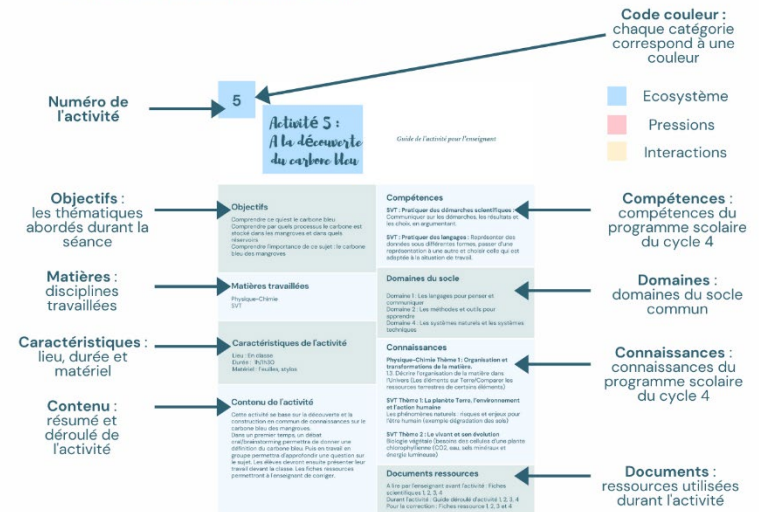 Code couleur :
chaque catégorie
correspond à une
couleur
Ecosystème
Pressions
Interactions
Numéro de
l'activité
5
Activité 5 :
A la découverte
du carbone bleu
Guide de l'activité pour l'enseignant
Objectifs :
les thématiques
abordés durant la
séance
Matières :
disciplines
travaillées
Caractéristiques :
lieu, durée et
matériel
Contenu :
résumé et
déroulé de
l'activité
Objectifs
Comprendre ce qu'est le carbone bleu
Comprendre par quels processus le carbone est
stocké dans les mangroves et dans quels
réservoirs
Comprendre l'importance de ce sujet : le carbone
bleu des mangroves
Matières travaillées
Physique-Chimie
SVT
Caractéristiques de l'activité
Lieu : En classe
Durée : 1h/1h30
Matériel : Feuilles, stylos
Contenu de l'activité
Cette activité se base sur la découverte et la
construction en commun de connaissances sur le
carbone bleu des mangroves.
Dans un premier temps, un débat
oral/brainstorming permettra de donner une
définition du carbone bleu. Puis en travail en
groupe permettra d'approfondir une question sur
le sujet. Les élèves devront ensuite présenter leur
travail devant la classe. Les fiches ressources
permettront à l'enseignant de corriger.
Compétences
SVT : Pratiquer des démarches scientifiques :
Communiquer sur les démarches, les résultats et
les choix, en argumentant.
SVT : Pratiquer des langages : Représenter des
données sous différentes formes, passer d'une
représentation à une autre et choisir celle qui est
adaptée à la situation de travail.
Domaines du socle
Domaine 1 : Les langages pour penser et
communiquer
Domaine 2 : Les méthodes et outils pour
apprendre
Domaine 4 : Les systèmes naturels et les systèmes
techniques
Connaissances
Physique-Chimie Thème 1 : Organisation et
transformations de la matière.
1.3. Décrire l'organisation de la matière dans
l'Univers (Les éléments sur Terre/Comparer les
ressources terrestres de certains éléments)
SVT Thème 1: La planète Terre, l'environnement
et l'action humaine
Les phénomènes naturels : risques et enjeux pour
l'être humain (exemple dégradation des sols)
SVT Thème 2 : Le vivant et son évolution
Biologie végétale (besoins des cellules d'une plante
chlorophyllienne (CO2, eau, sels minéraux et
énergie lumineuse)
Documents ressources
A lire par l'enseignant avant l'activité : Fiches
scientifiques 1, 2, 3, 4
Durant l'activité : Guide déroulé d'activité 1, 2, 3, 4
Pour la correction : Fiches ressource 1, 2, 3 et 4
Compétences :
compétences du
programme scolaire
du cycle 4
Domaines :
domaines du socle
commun
Connaissances :
connaissances du
programme scolaire
du cycle 4
Documents :
ressources utilisées
durant l'activité